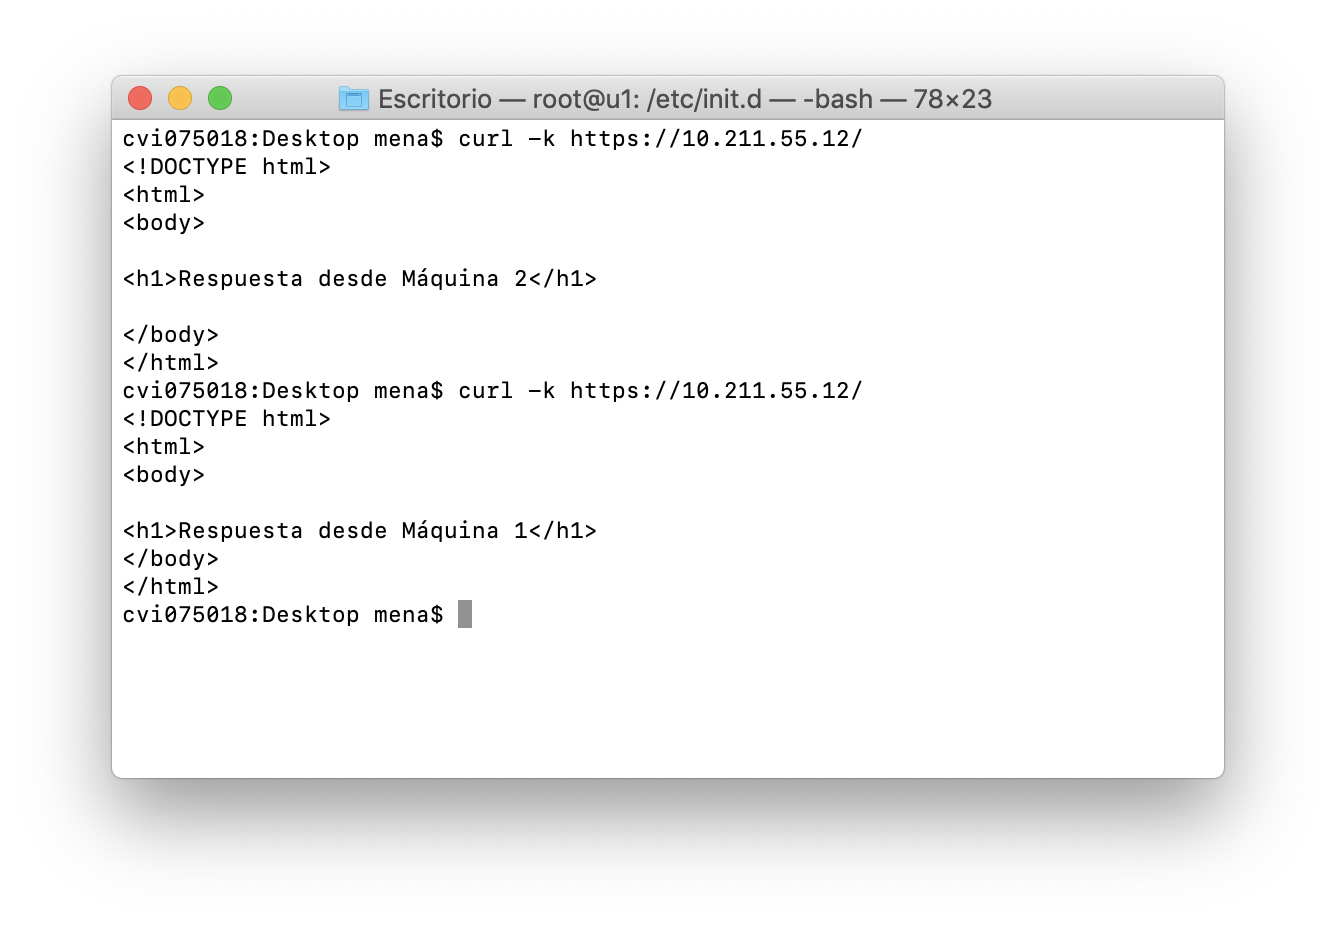 Escritorio — root@u1: /etc/init.d — -bash — 78×23
cvi075018:Desktop mena$ curl -k https://10.211.55.12/
<!DOCTYPE html>
<html>
<body>
<h1>Respuesta desde Máquina 2</h1>
</body>
</html>
cvi075018:Desktop mena$ curl -k https://10.211.55.12/
<!DOCTYPE html>
<html>
<body>
<h1>Respuesta desde Máquina 1</h1>
</body>
</html>
cvi075018:Desktop mena$